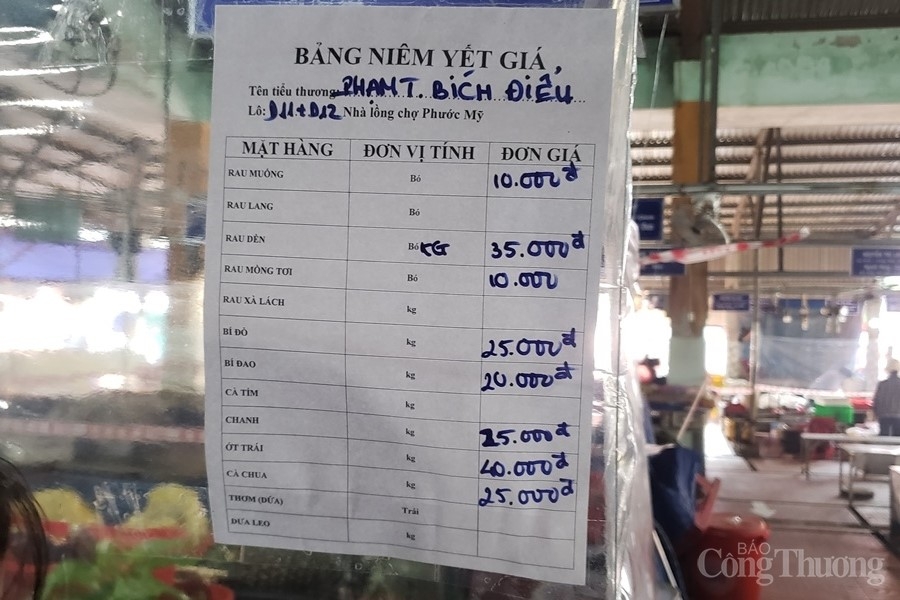 BẢNG NIÊM YẾT GIÁ
Tên tiểu thương PHẠM T. BÍCH ĐIỂU
Lô: D11+D12 Nhà lồng chợ Phước Mỹ
MẶT HÀNG ĐƠN VỊ TÍNH ĐƠN GIÁ
RAU MUỐNG Bó 10.000đ
RAU LANG Bó
RAU DỀN Bó KG 35.000đ
RAU MỒNG TƠI Bó 10.000
RAU XÀ LÁCH kg
BÍ ĐỎ kg 25.000đ
BÍ ĐAO kg 20.000đ
CÀ TÍM kg
CHANH kg 25.000đ
ỚT TRÁI kg 40.000đ
CÀ CHUA kg 25.000đ
THƠM (DỨA) Trái
DƯA LEO kg
BÁO
Công Thương